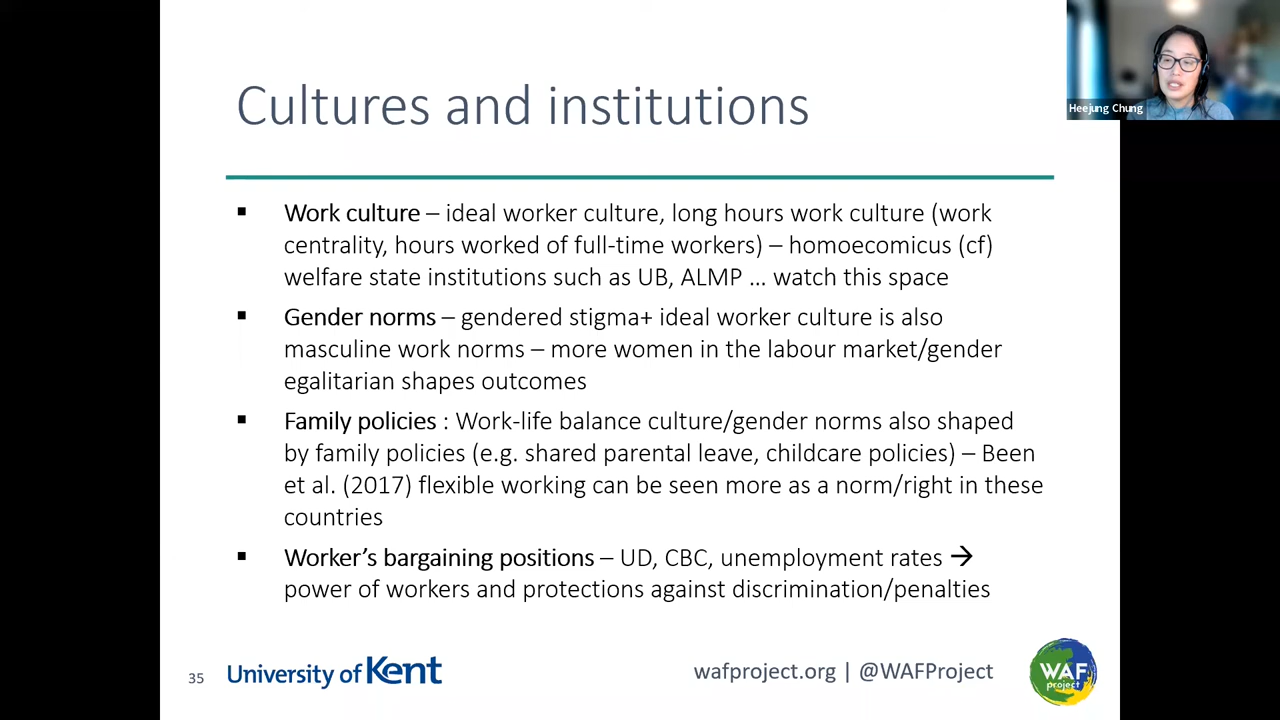 Cultures and institutions
Heejung Chung
▪ Work culture – ideal worker culture, long hours work culture (work
centrality, hours worked of full-time workers) – homoecomicus (cf)
welfare state institutions such as UB, ALMP … watch this space
▪ Gender norms – gendered stigma+ ideal worker culture is also
masculine work norms – more women in the labour market/gender
egalitarian shapes outcomes
▪ Family policies : Work-life balance culture/gender norms also shaped
by family policies (e.g. shared parental leave, childcare policies) – Been
et al. (2017) flexible working can be seen more as a norm/right in these
countries
▪ Worker’s bargaining positions – UD, CBC, unemployment rates →
power of workers and protections against discrimination/penalties
35
University of Kent
wafproject.org | @WAFProject
WAF
project